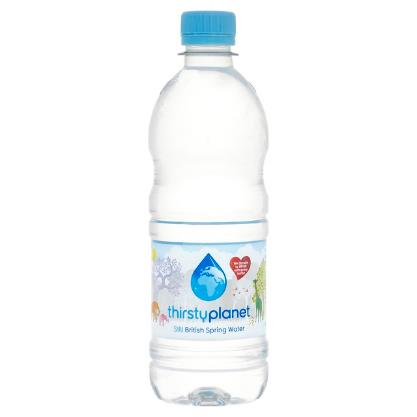 thirstyplanet
Still British Spring Water